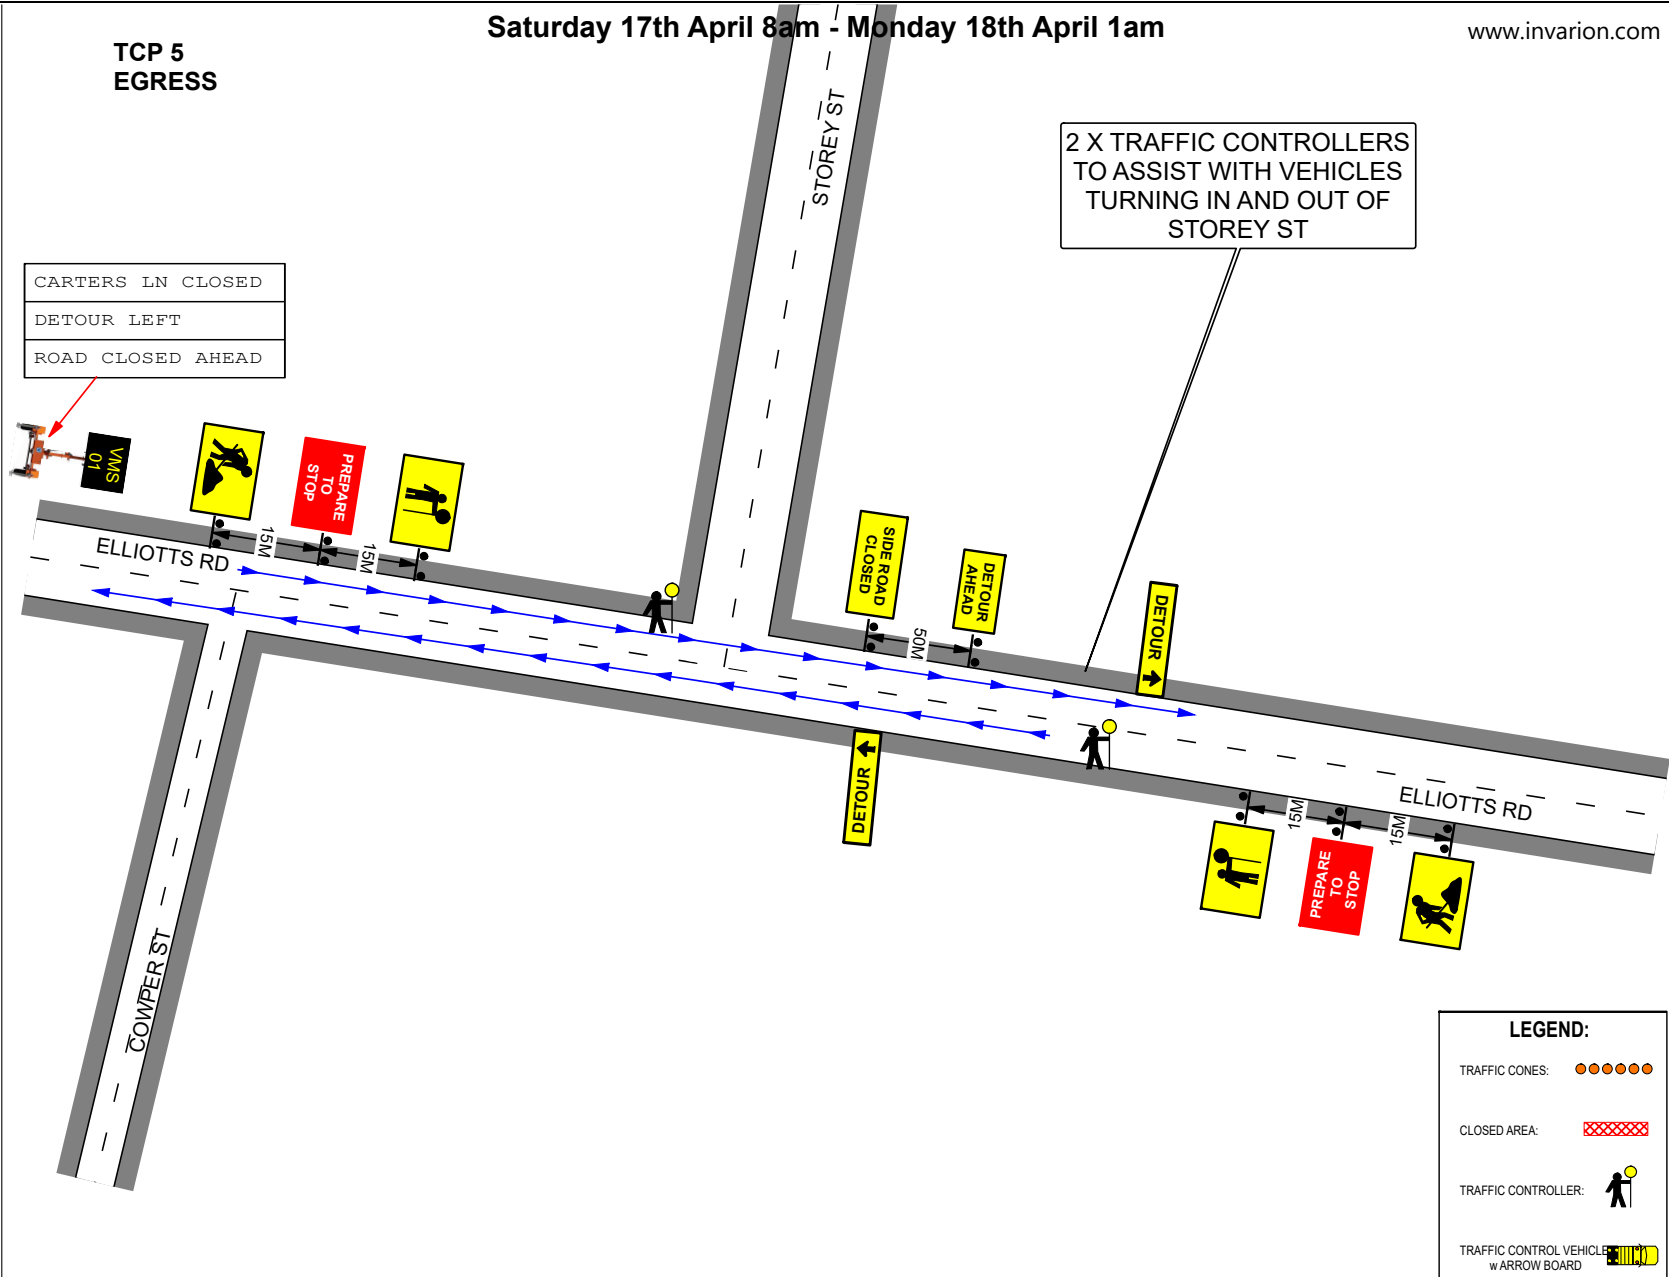 Saturday 17th April 8am - Monday 18th April 1am
www.invarion.com
TCP 5
EGRESS
STOREY ST
2 X TRAFFIC CONTROLLERS
TO ASSIST WITH VEHICLES
TURNING IN AND OUT OF
STOREY ST
CARTERS LN CLOSED
DETOUR LEFT
ROAD CLOSED AHEAD
VMS
01
PREPARE
TO
STOP
15M
15M
ELLIOTTS RD
SIDE ROAD
CLOSED
DETOUR
AHEAD
50M
DETOUR
DETOUR
ELLIOTTS RD
15M
15M
PREPARE
TO
STOP
COWPER ST
LEGEND:
TRAFFIC CONES:
CLOSED AREA:
TRAFFIC CONTROLLER:
TRAFFIC CONTROL VEHICLE
w ARROW BOARD